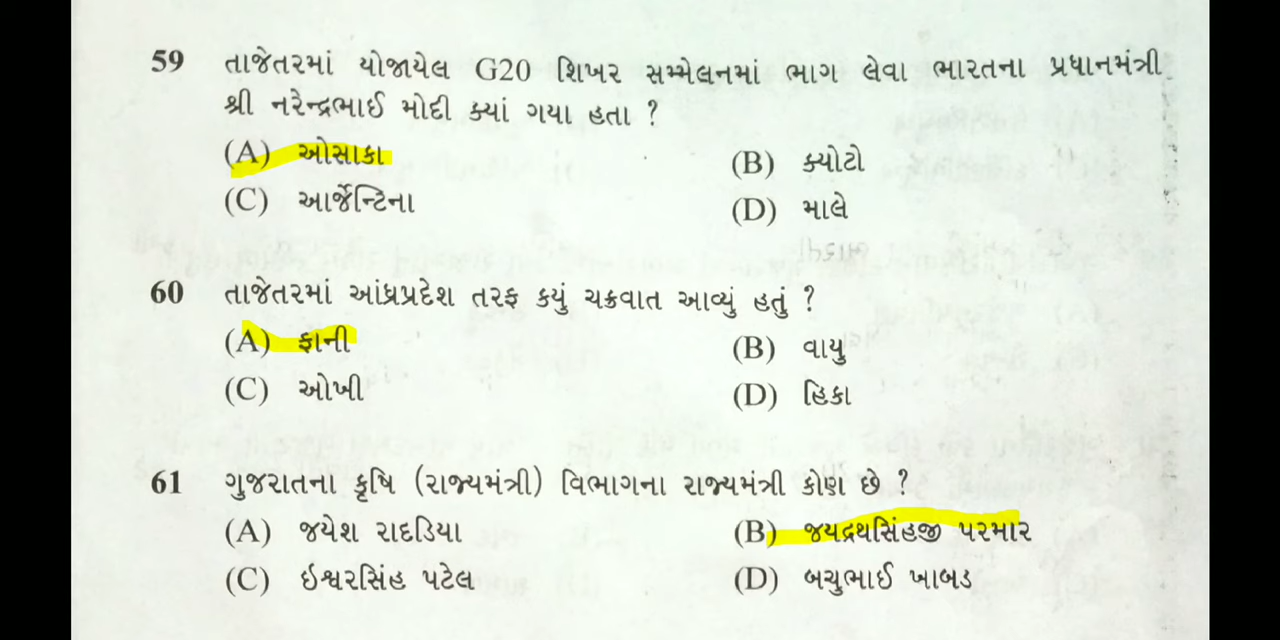 59 તાજેતરમાં યોજાયેલ G20 શિખર સમ્મેલનમાં ભાગ લેવા ભારતના પ્રધાનમંત્રી
શ્રી નરેન્દ્રભાઈ મોદી ક્યાં ગયા હતા ?
(A) ઓસાકા (B) ક્યોટો
(C) આર્જેન્ટિના (D) માલે
60 તાજેતરમાં આંધ્રપ્રદેશ તરફ કયું ચક્રવાત આવ્યું હતું ?
(A) ફાની (B) વાયુ
(C) ઓખી (D) હિકા
61 ગુજરાતના કૃષિ (રાજ્યમંત્રી) વિભાગના રાજ્યમંત્રી કોણ છે ?
(A) જયેશ રાદડિયા (B) જયદ્રથસિંહજી પરમાર
(C) ઇશ્વરસિંહ પટેલ (D) બચુભાઈ ખાબડ